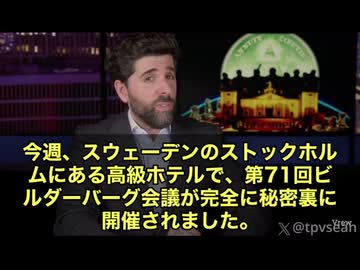 今週、スウェーデンのストックホル
ムにある高級ホテルで、第71回ビ
ルダーバーグ会議が完全に秘密裏に
開催されました。
X@tpvsean
Vrew